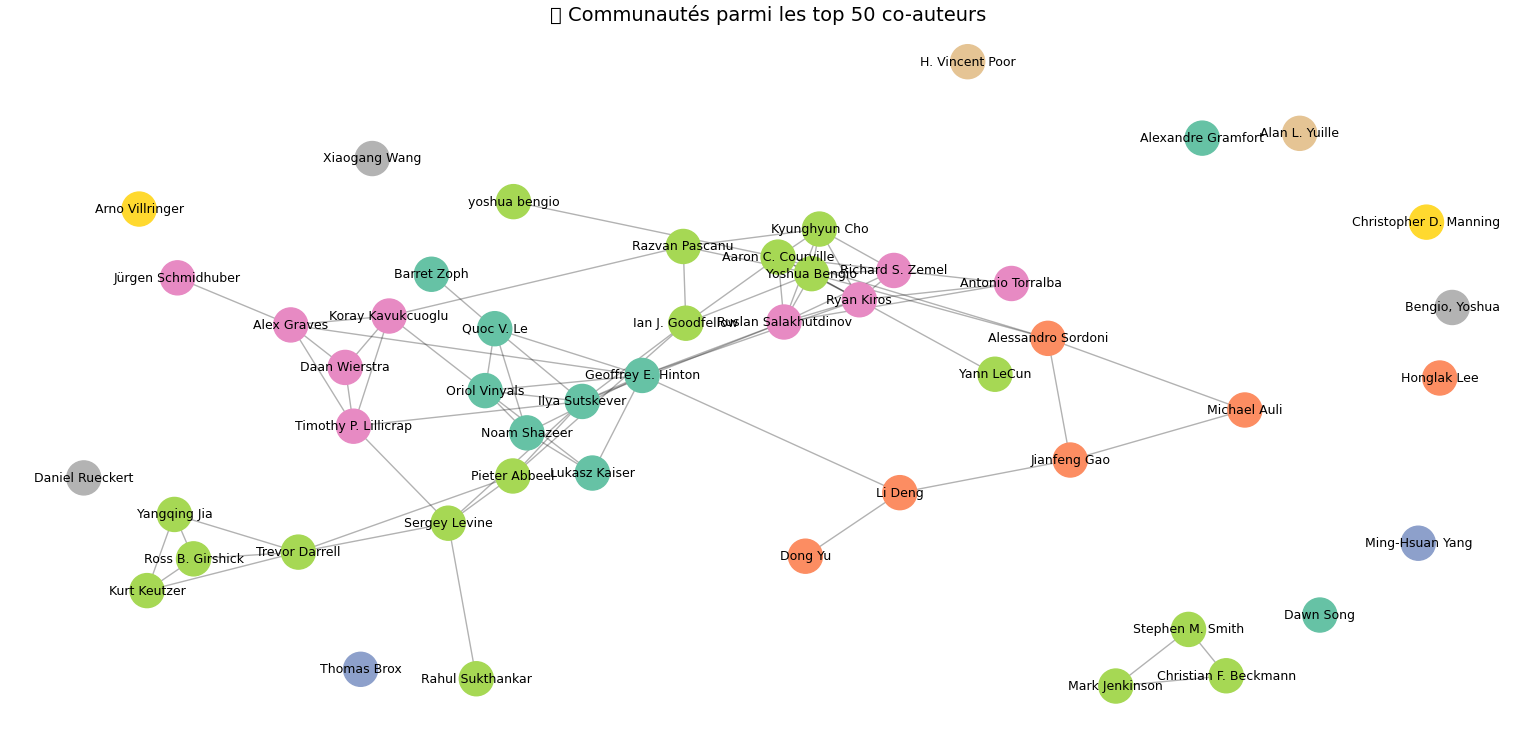 Communautés parmi les top 50 co-auteurs
H. Vincent Poor
Alexandre Gramfort
Alan L. Yuille
Xiaogang Wang
yoshua bengio
Arno Villringer
Christopher D. Manning
Kyunghyun Cho
Razvan Pascanu
Aaron C. Courville
Jürgen Schmidhuber
Barret Zoph
Yoshua Bengio
Richard S. Zemel
Antonio Torralba
Ryan Kiros
Bengio, Yoshua
Koray Kavukcuoglu
Alex Graves
Quoc V. Le
Ian J. Goodfellow
Ruslan Salakhutdinov
Alessandro Sordoni
Daan Wierstra
Geoffrey E. Hinton
Yann LeCun
Honglak Lee
Oriol Vinyals
Ilya Sutskever
Michael Auli
Timothy P. Lillicrap
Noam Shazeer
Jianfeng Gao
Daniel Rueckert
Pieter Abbeel
Lukasz Kaiser
Li Deng
Yangqing Jia
Sergey Levine
Ross B. Girshick
Trevor Darrell
Dong Yu
Ming-Hsuan Yang
Kurt Keutzer
Dawn Song
Stephen M. Smith
Thomas Brox
Rahul Sukthankar
Christian F. Beckmann
Mark Jenkinson